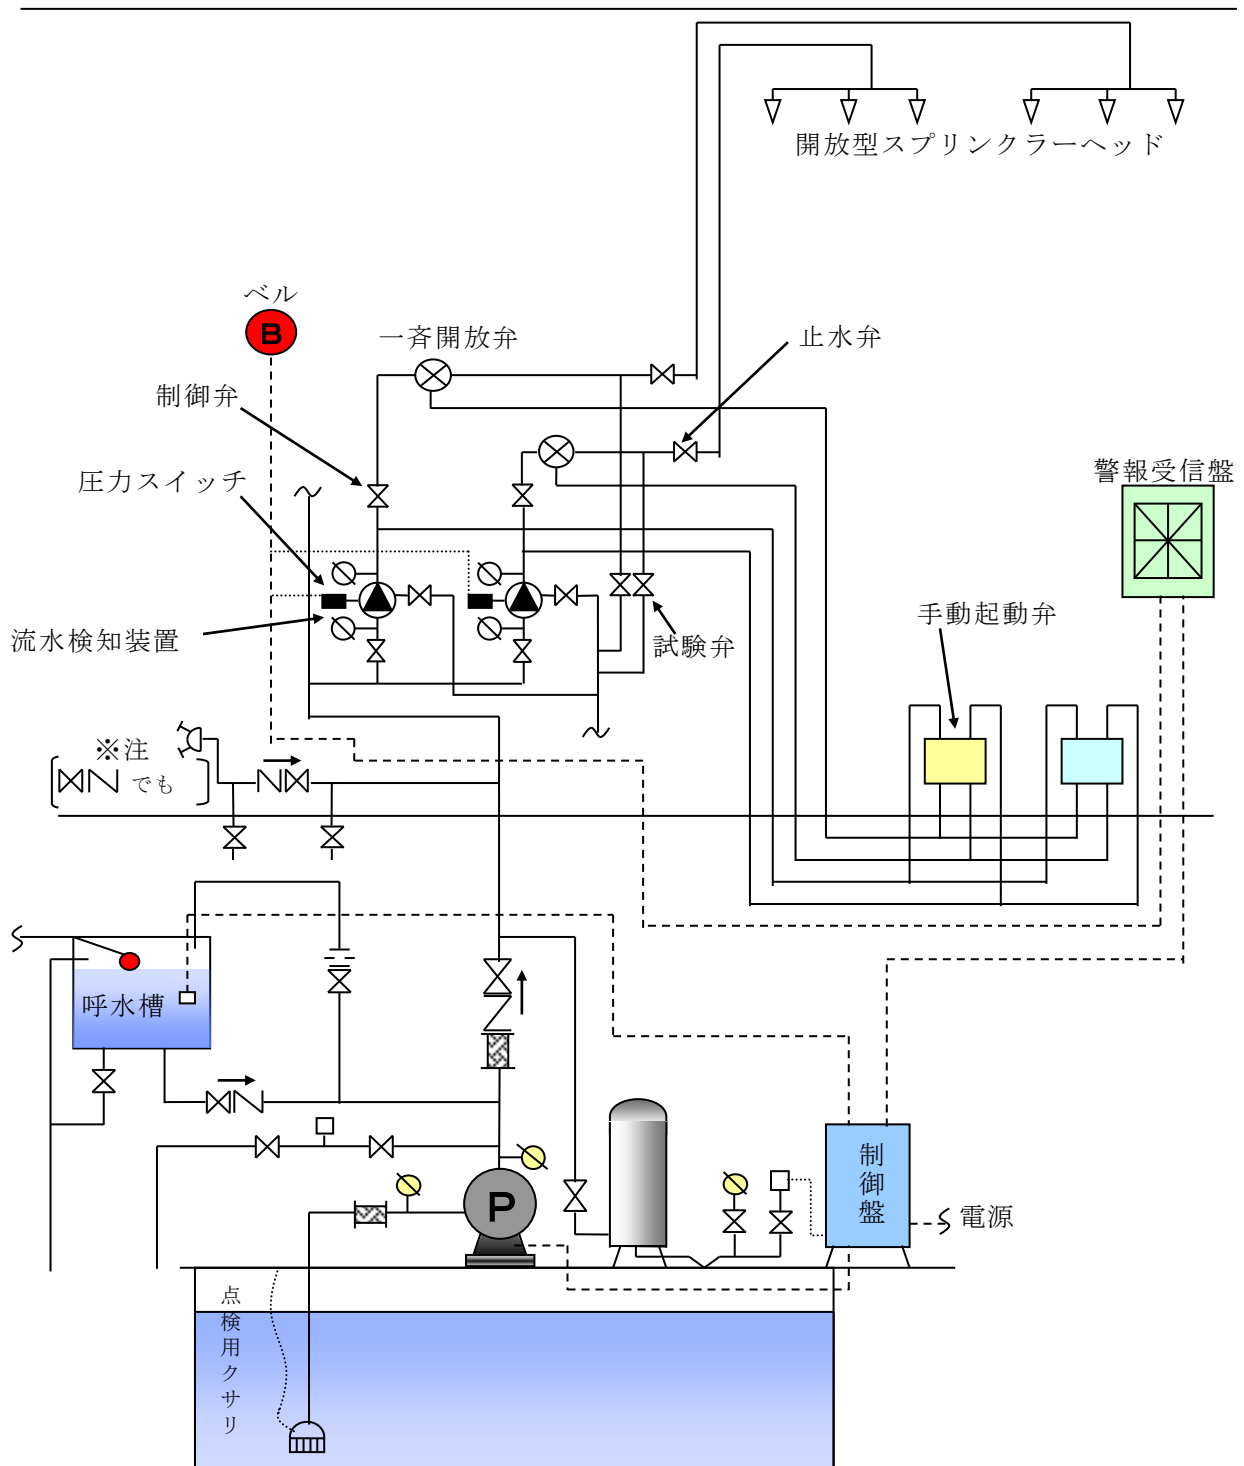 開放型スプリンクラーヘッド
ベル
B
一斉開放弁
止水弁
制御弁
圧力スイッチ
警報受信盤
流水検知装置
試験弁
手動起動弁
※注
でも
呼水槽
P
制御盤
電源
点検用クサリ